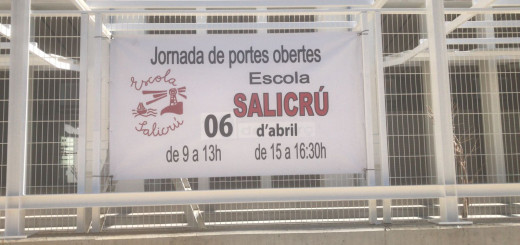 Jornada de portes obertes
Escola
SALICRÚ
06 d'abril
de 9 a 13h de 15 a 16:30h
Escola
Salicrú